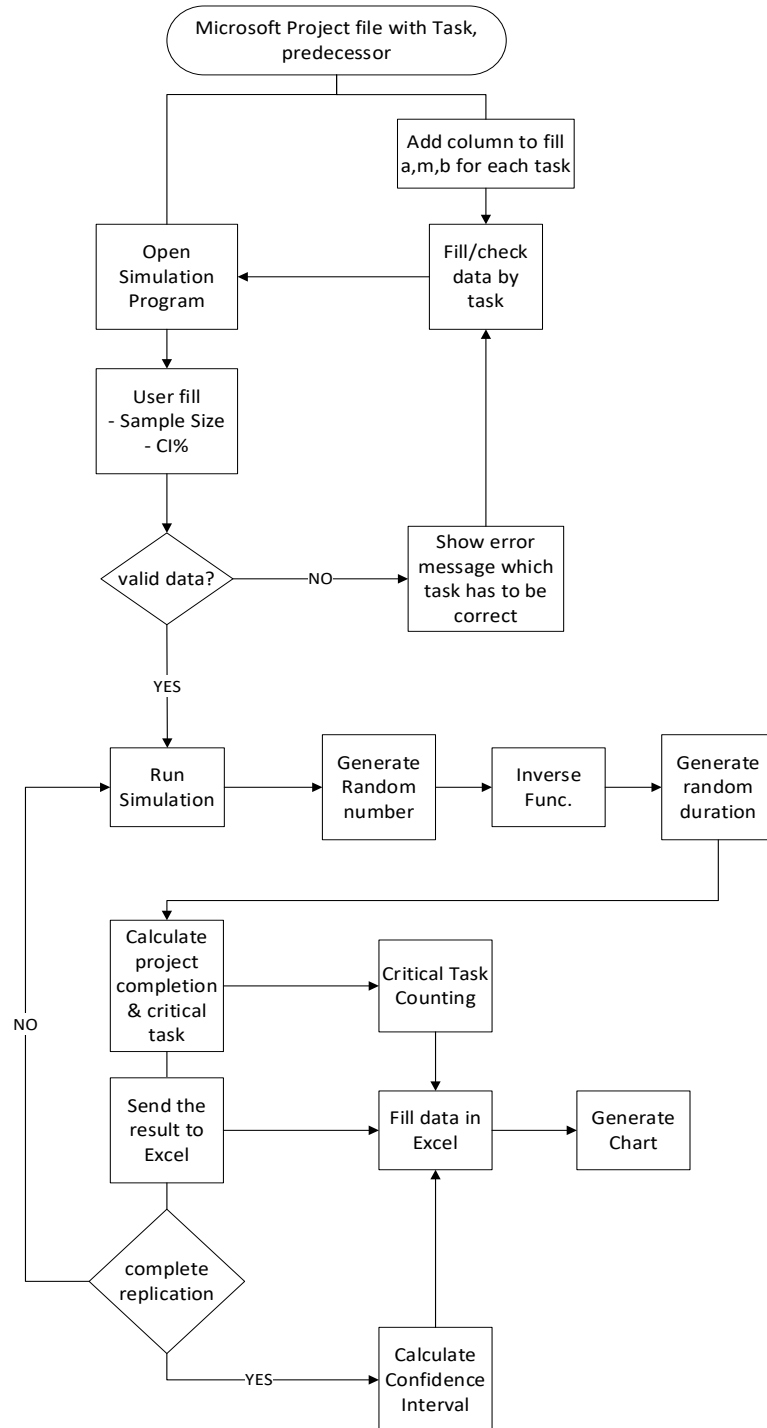 Microsoft Project file with Task,
predecessor
Add column to fill
a,m,b for each task
Open
Simulation
Program
Fill/check
data by
task
User fill
- Sample Size
- CI%
valid data?
NO
Show error
message which
task has to be
correct
YES
Run
Simulation
Generate
Random
number
Inverse
Func.
Generate
random
duration
Calculate
project
completion
& critical
task
Critical Task
Counting
NO
Send the
result to
Excel
Fill data in
Excel
Generate
Chart
complete
replication
YES
Calculate
Confidence
Interval